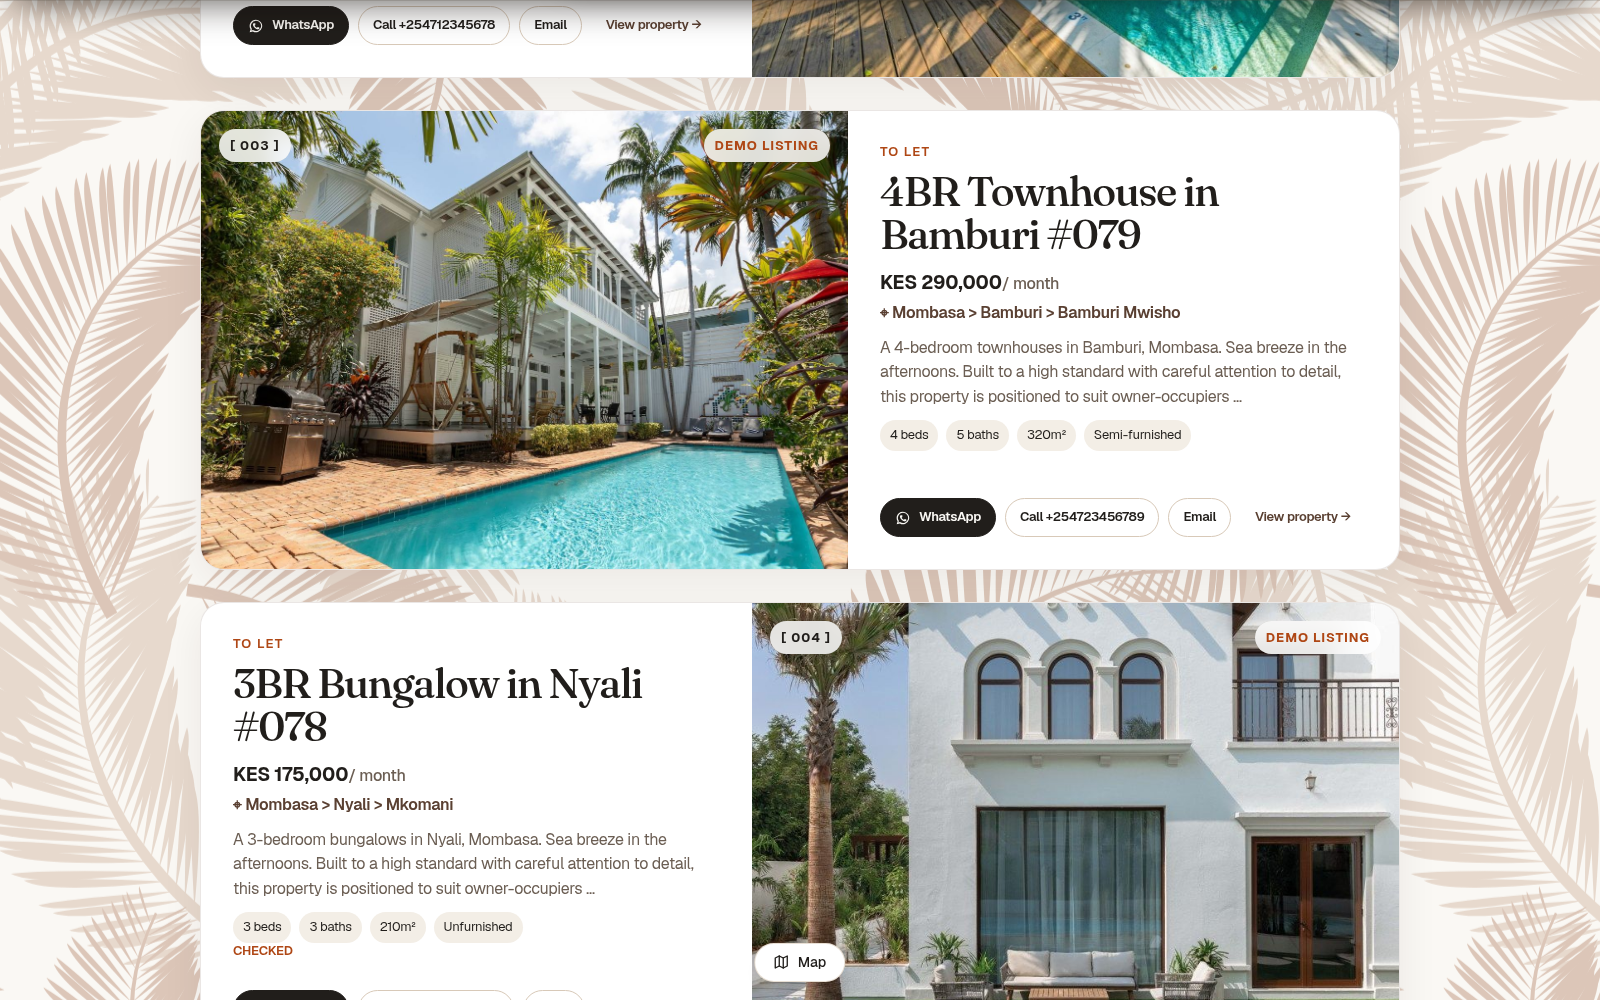 WhatsApp
Call +254712345678
Email
View property →
[ 003 ]
DEMO LISTING
TO LET
4BR Townhouse in
Bamburi #079
KES 290,000/ month
⌖ Mombasa > Bamburi > Bamburi Mwisho
A 4-bedroom townhouses in Bamburi, Mombasa. Sea breeze in the
afternoons. Built to a high standard with careful attention to detail,
this property is positioned to suit owner-occupiers ...
4 beds
5 baths
320m²
Semi-furnished
WhatsApp
Call +254723456789
Email
View property →
TO LET
3BR Bungalow in Nyali
#078
KES 175,000/ month
⌖ Mombasa > Nyali > Mkomani
A 3-bedroom bungalows in Nyali, Mombasa. Sea breeze in the
afternoons. Built to a high standard with careful attention to detail,
this property is positioned to suit owner-occupiers ...
3 beds
3 baths
210m²
Unfurnished
CHECKED
[ 004 ]
DEMO LISTING
Map